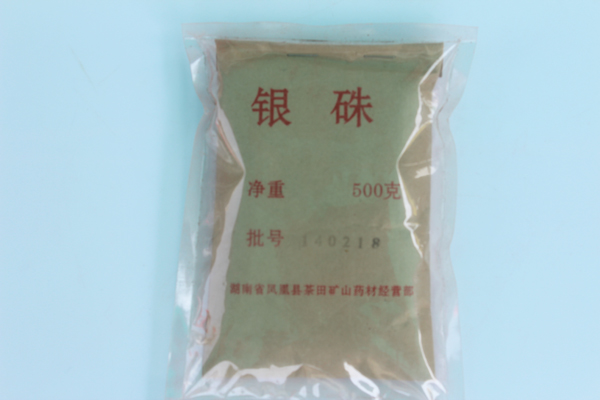 银 硃
净重 500克
批号 140218
湖南省凤凰县茶田矿山药材经营部